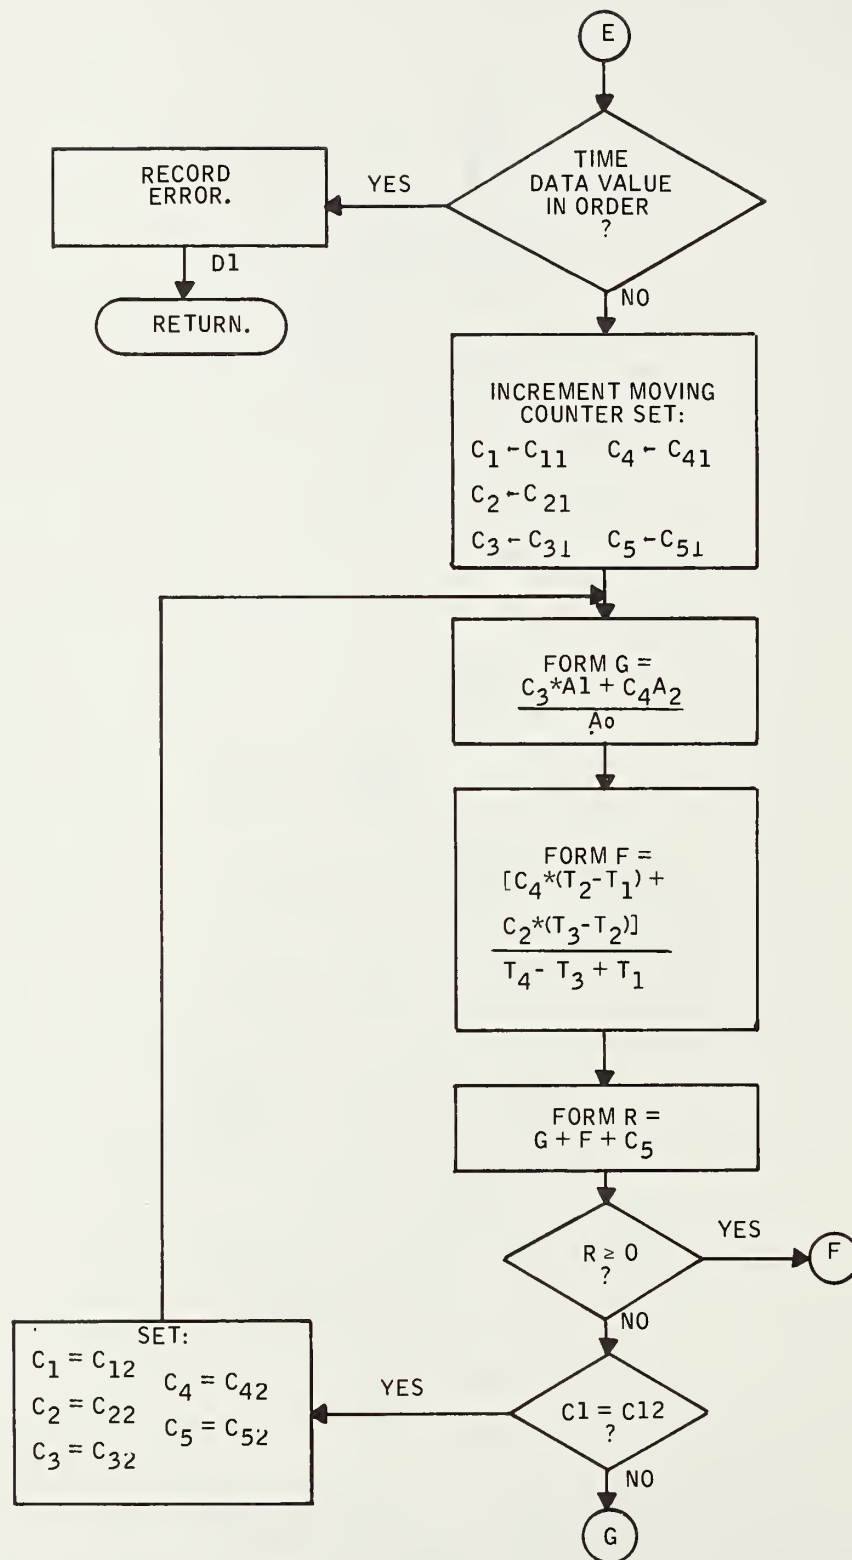 E
TIME
DATA VALUE
IN ORDER
?
YES
RECORD
ERROR.
D1
RETURN.
NO
INCREMENT MOVING
COUNTER SET:
C₁ ← C₁₁ C₄ ← C₄₁
C₂ ← C₂₁
C₃ ← C₃₁ C₅ ← C₅₁
FORM G =
C₃*A1 + C₄A₂
Ao
FORM F =
[C₄*(T₂-T₁) +
C₂*(T₃-T₂)]
T₄- T₃ + T₁
FORM R =
G + F + C₅
R ≥ 0
?
YES
F
NO
C1 = C12
?
YES
SET:
C₁ = C₁₂
C₄ = C₄₂
C₂ = C₂₂
C₅ = C₅₂
C₃ = C₃₂
NO
G